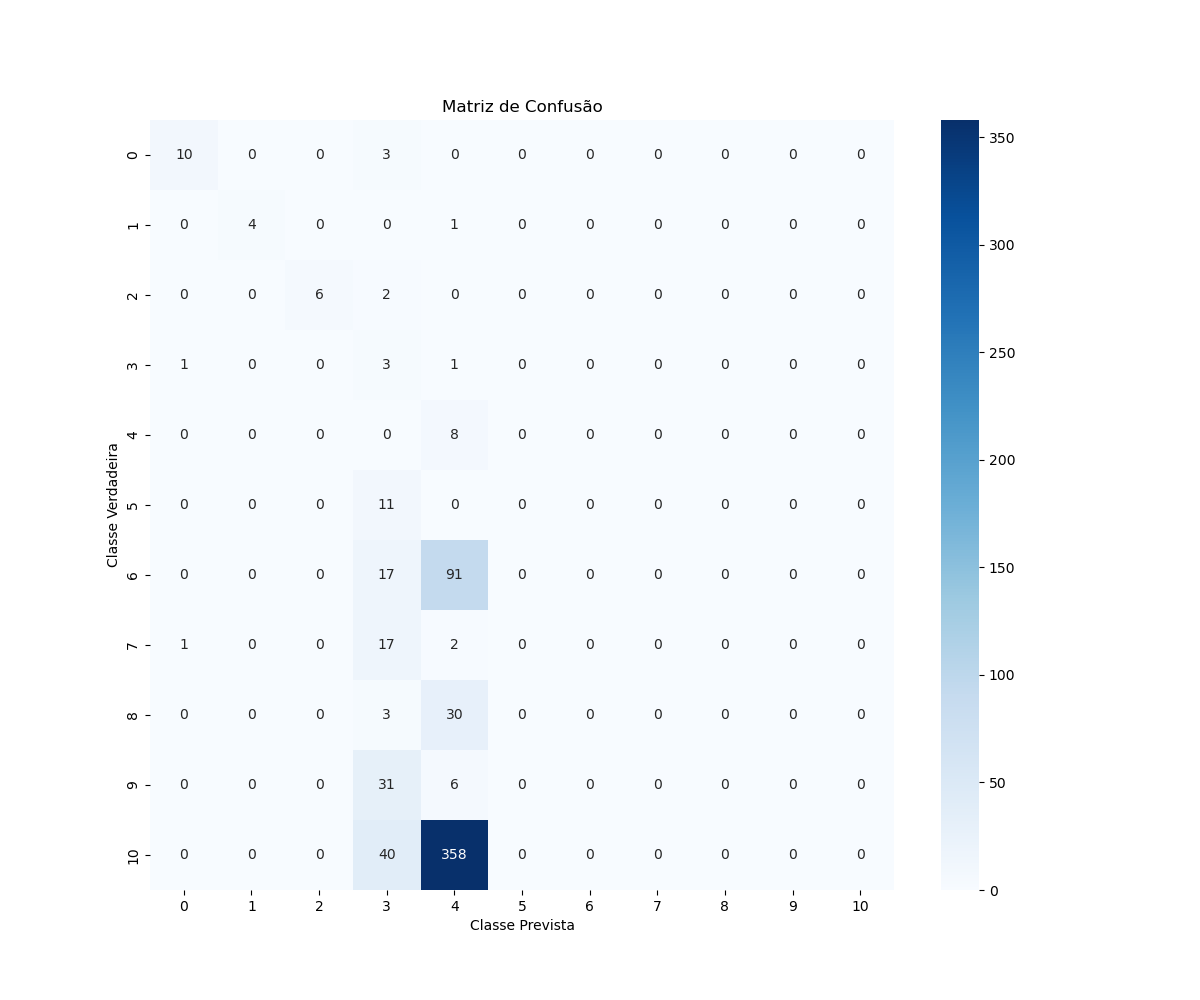 Matriz de Confusão
0 10 0 0 3 0 0 0 0 0 0 0
1 0 4 0 0 1 0 0 0 0 0 0
2 0 0 6 2 0 0 0 0 0 0 0
3 1 0 0 3 1 0 0 0 0 0 0
4 0 0 0 0 8 0 0 0 0 0 0
5 0 0 0 11 0 0 0 0 0 0 0
6 0 0 0 17 91 0 0 0 0 0 0
7 1 0 0 17 2 0 0 0 0 0 0
8 0 0 0 3 30 0 0 0 0 0 0
9 0 0 0 31 6 0 0 0 0 0 0
10 0 0 0 40 358 0 0 0 0 0 0
0 1 2 3 4 5 6 7 8 9 10
Classe Prevista
Classe Verdadeira
350
300
250
200
150
100
50
0